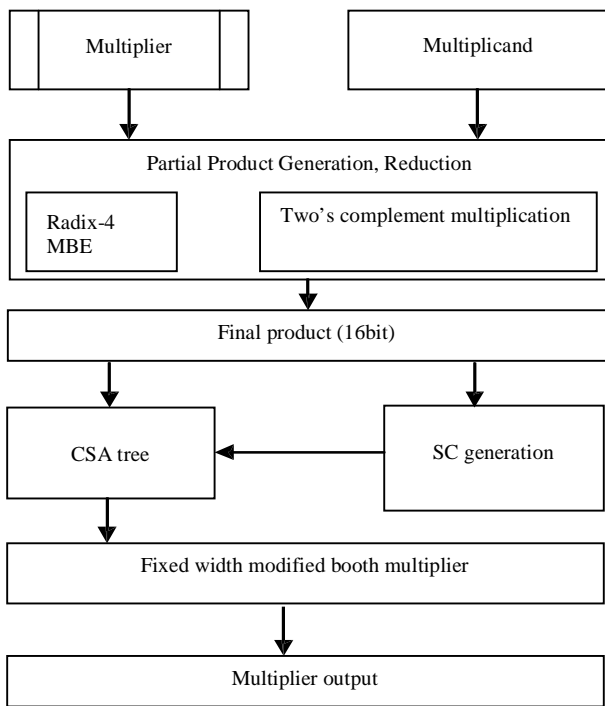 Multiplier
Multiplicand
Partial Product Generation, Reduction
Radix-4
MBE
Two’s complement multiplication
Final product (16bit)
CSA tree
SC generation
Fixed width modified booth multiplier
Multiplier output